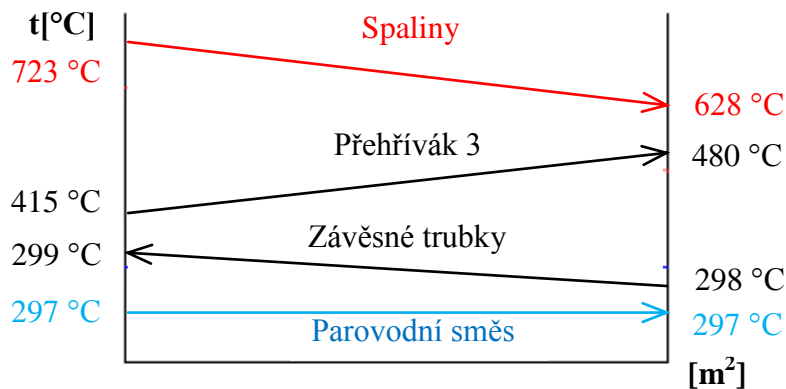 t[°C]
Spaliny
723 °C
628 °C
Přehřívák 3
480 °C
415 °C
Závěsné trubky
299 °C
298 °C
297 °C
Parovodní směs
297 °C
[m²]